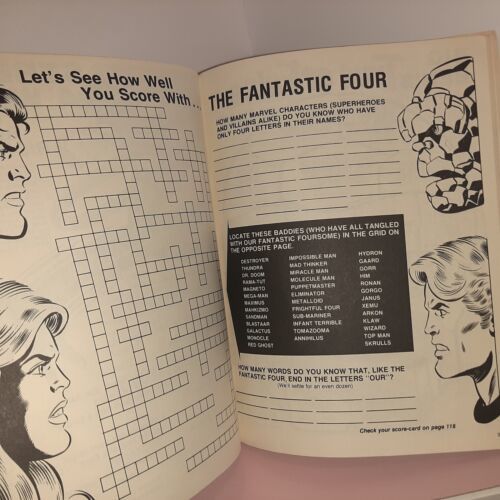 Let's See How Well
You Score With...
THE FANTASTIC FOUR
HOW MANY MARVEL CHARACTERS (SUPERHEROES
AND VILLAINS ALIKE) DO YOU KNOW WHO HAVE
ONLY FOUR LETTERS IN THEIR NAMES?
LOCATE THESE BADDIES (WHO HAVE ALL TANGLED
WITH OUR FANTASTIC FOURSOME) IN THE GRID ON
THE OPPOSITE PAGE.
DESTROYER
THUNDRA
DR. DOOM
RAMA-TUT
MAGNETO
MEGA-MAN
MAXIMUS
MAHKIZMO
SANDMAN
BLASTAAR
GALACTUS
MONOCLE
RED GHOST
IMPOSSIBLE MAN
MAD THINKER
MIRACLE MAN
MOLECULE MAN
PUPPETMASTER
ELIMINATOR
METALLOID
FRIGHTFUL FOUR
SUB-MARINER
INFANT TERRIBLE
TOMAZOOMA
ANNIHILUS
HYDRON
GAARD
GORR
HIM
RONAN
GORGO
JANUS
XEMU
ARKON
KLAW
WIZARD
TOP MAN
SKRULLS
HOW MANY WORDS DO YOU KNOW THAT, LIKE THE
FANTASTIC FOUR, END IN THE LETTERS "OUR"?
(We'll settle for an even dozen)
Check your score-card on page 118